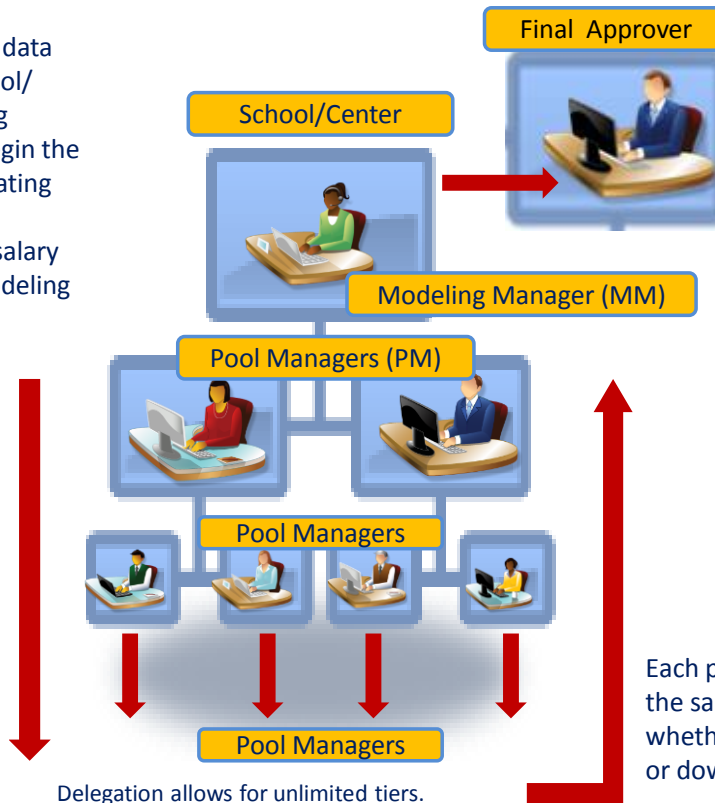 Final Approver
data
ol/
School/Center
g
gin the
ating
salary
deling
Modeling Manager (MM)
Pool Managers (PM)
Pool Managers
Pool Managers
Each p
the sa
wheth
or dow
Delegation allows for unlimited tiers.